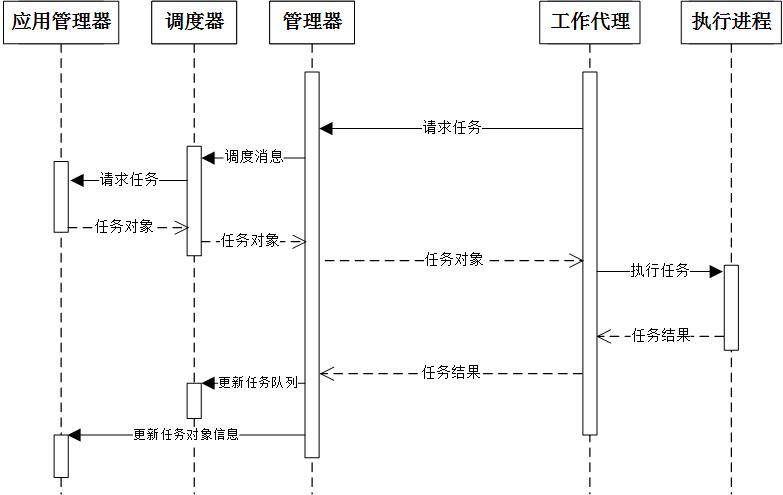 应用管理器
调度器
管理器
工作代理
执行进程
请求任务
调度消息
请求任务
任务对象
任务对象
任务对象
执行任务
任务结果
任务结果
更新任务队列
更新任务对象信息